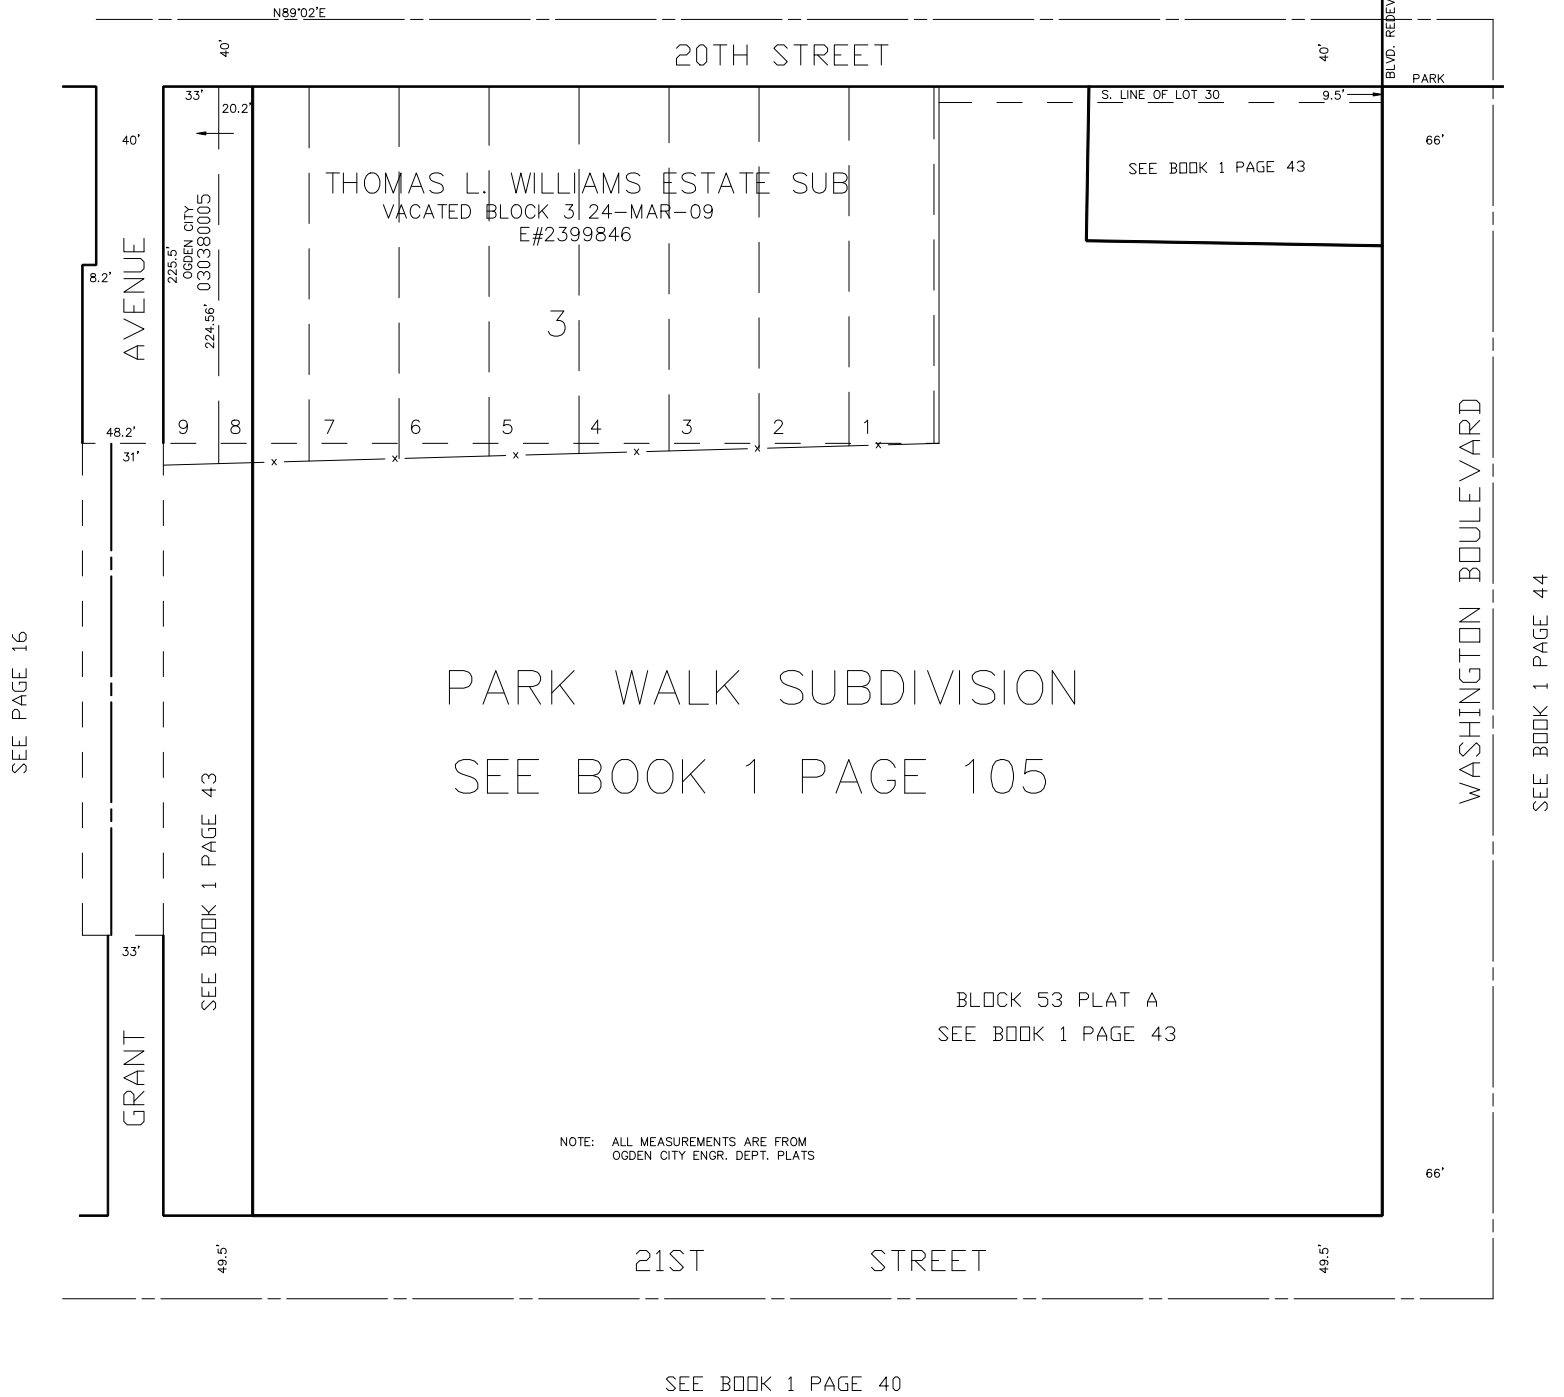 N89°02'E
40'
20TH STREET
40'
BLVD. REDEV
PARK
33'
20.2'
S. LINE OF LOT 30
9.5'
40'
66'
SEE BOOK 1 PAGE 43
THOMAS L. WILLIAMS ESTATE SUB
VACATED BLOCK 3 24-MAR-09
E#2399846
225.5'
OGDEN CITY
030380005
8.2'
AVENUE
224.56'
3
48.2'
9
8
7
6
5
4
3
2
1
31'
x
x
x
x
x
x
WASHINGTON BOULEVARD
SEE PAGE 16
SEE BOOK 1 PAGE 44
PARK WALK SUBDIVISION
SEE BOOK 1 PAGE 105
SEE BOOK 1 PAGE 43
33'
BLOCK 53 PLAT A
SEE BOOK 1 PAGE 43
GRANT
NOTE: ALL MEASUREMENTS ARE FROM
OGDEN CITY ENGR. DEPT. PLATS
66'
49.5'
21ST STREET
49.5'
SEE BOOK 1 PAGE 40